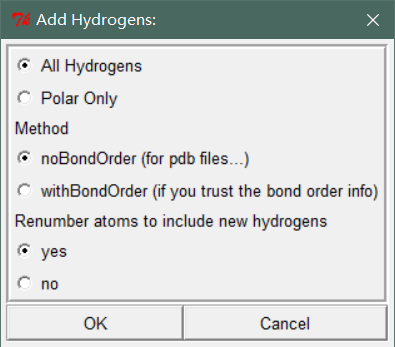 Add Hydrogens:
All Hydrogens
Polar Only
Method
noBondOrder (for pdb files...)
withBondOrder (if you trust the bond order info)
Renumber atoms to include new hydrogens
yes
no
OK Cancel